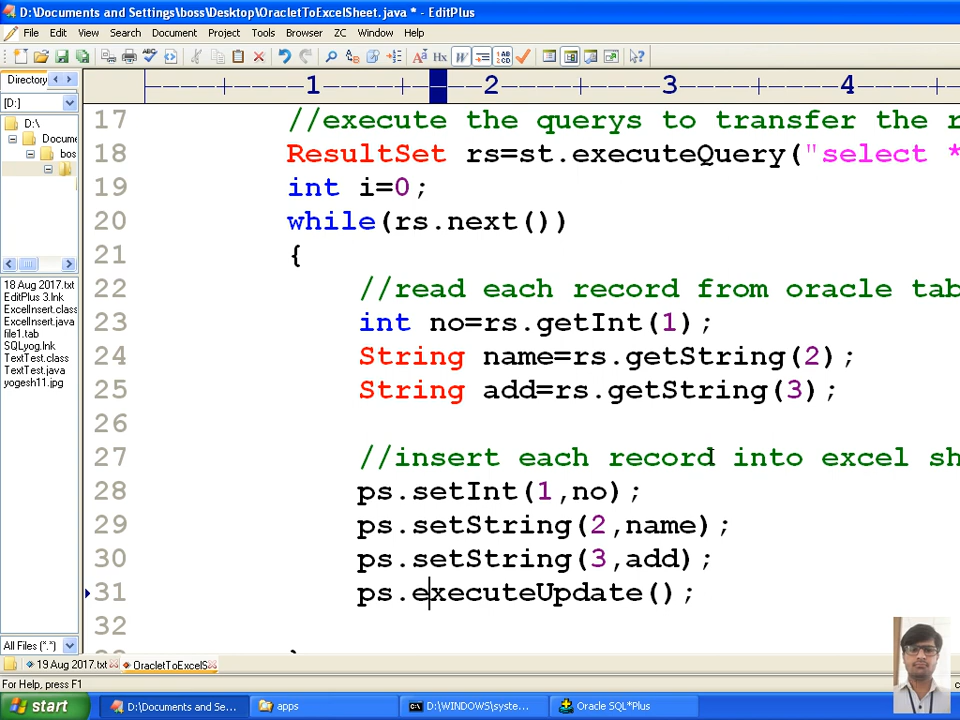 D:\Documents and Settings\boss\Desktop\OracletToExcelSheet.java * - EditPlus
File Edit View Search Document Project Tools Browser ZC Window Help
Directory
1 2 3 4
[D:]
D:\
Docume
bos
17 //execute the querys to transfer the r
18 ResultSet rs=st.executeQuery("select *
19 int i=0;
20 while(rs.next())
21 {
22 //read each record from oracle tab
23 int no=rs.getInt(1);
24 String name=rs.getString(2);
25 String add=rs.getString(3);
26
27 //insert each record into excel sh
28 ps.setInt(1,no);
29 ps.setString(2,name);
30 ps.setString(3,add);
31 ps.executeUpdate();
32
18 Aug 2017.txt
EditPlus 3.lnk
ExcelInsert.class
ExcelInsert.java
file1.tab
SQLyog.lnk
TextTest.class
TextTest.java
yogesh11.jpg
All Files (*.*)
19 Aug 2017.txt OracletToExcelS
For Help, press F1
start D:\Documents and Se... apps D:\WINDOWS\syste... Oracle SQL*Plus